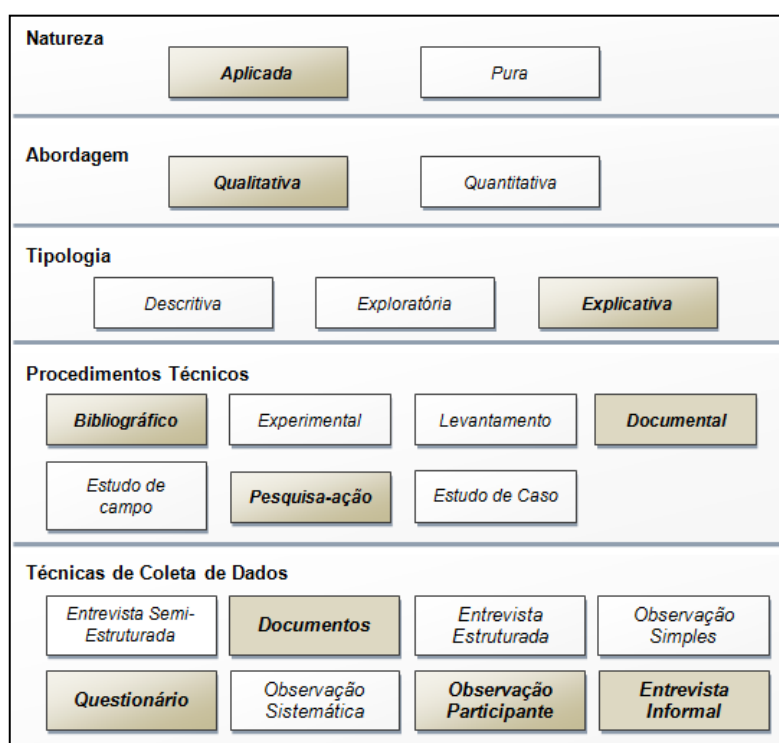 Natureza
Aplicada
Pura
Abordagem
Qualitativa
Quantitativa
Tipologia
Descritiva
Exploratória
Explicativa
Procedimentos Técnicos
Bibliográfico
Experimental
Levantamento
Documental
Estudo de
campo
Pesquisa-ação
Estudo de Caso
Técnicas de Coleta de Dados
Entrevista Semi-
Estruturada
Documentos
Entrevista
Estruturada
Observação
Simples
Questionário
Observação
Sistemática
Observação
Participante
Entrevista
Informal